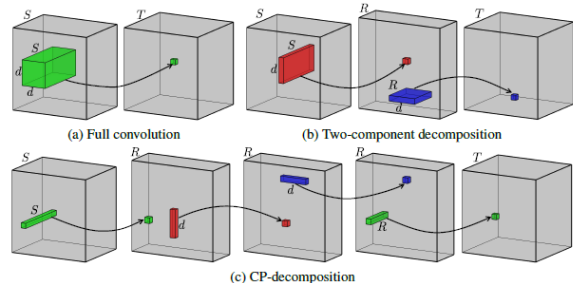 S T S R T
S d d
S d
R d
(a) Full convolution (b) Two-component decomposition
S R R R T
S d d R
(c) CP-decomposition